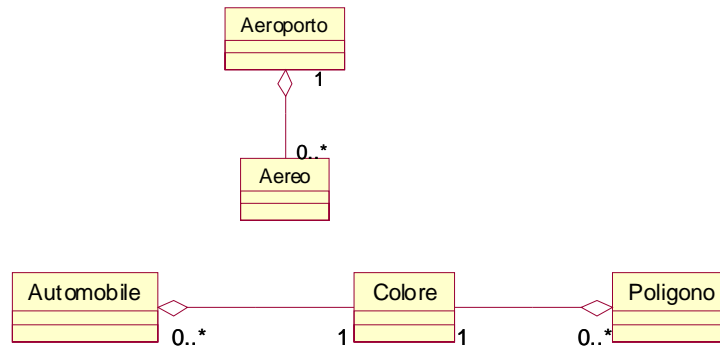 Aeroporto
1
0..*
Aereo
Automobile
Colore
Poligono
0..*
1
1
0..*